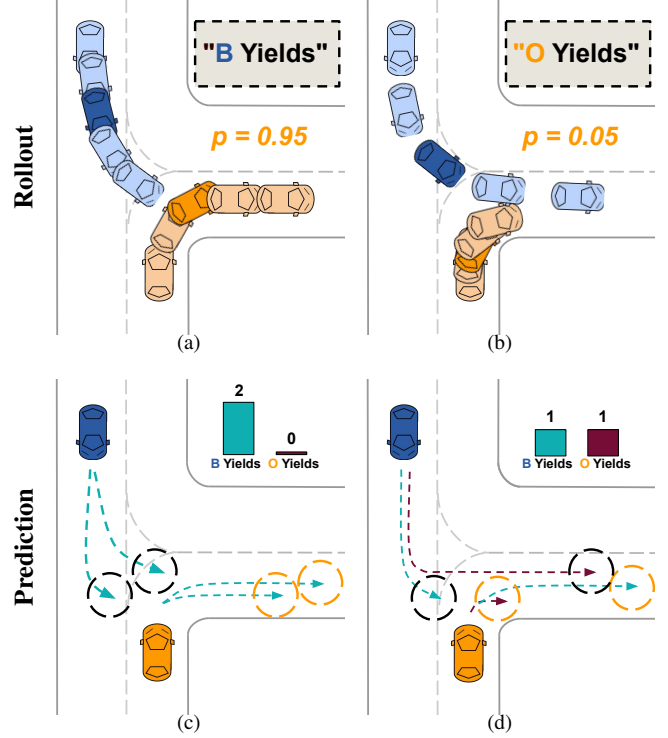 Rollout
"B Yields"
p = 0.95
(a)
"O Yields"
p = 0.05
(b)
Prediction
2
0
B Yields
O Yields
(c)
1
1
B Yields
O Yields
(d)